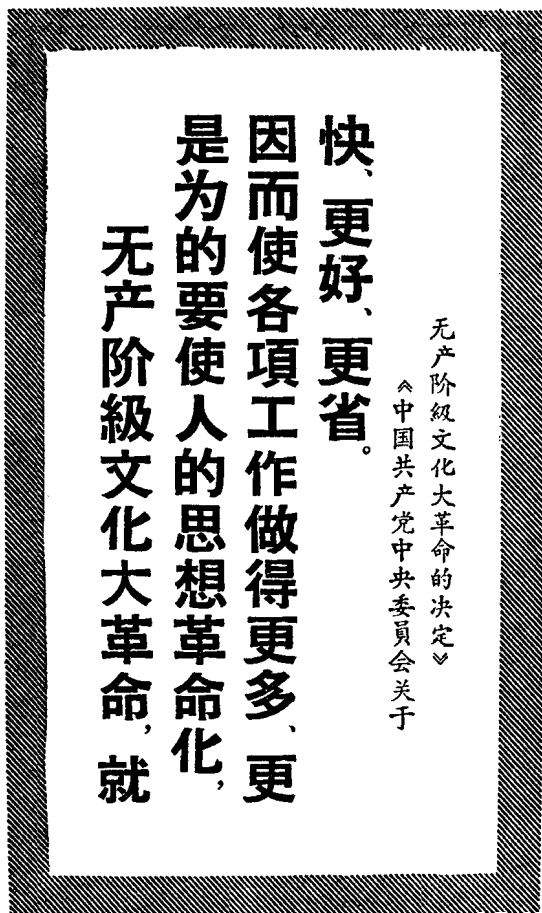 无产阶級文化大革命，就
是为的要使人的思想革命化，
因而使各項工作做得更多、更
快、更好、更省。
《中国共产党中央委員会关于
无产阶級文化大革命的决定》